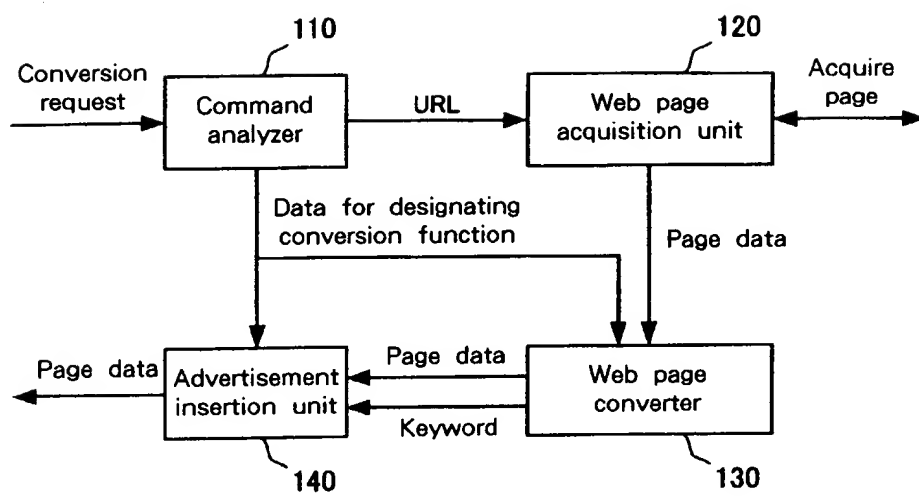 110
120
Conversion
request
Command
analyzer
URL
Web page
acquisition unit
Acquire
page
Data for designating
conversion function
Page data
Page data
Advertisement
insertion unit
Page data
Keyword
Web page
converter
140
130